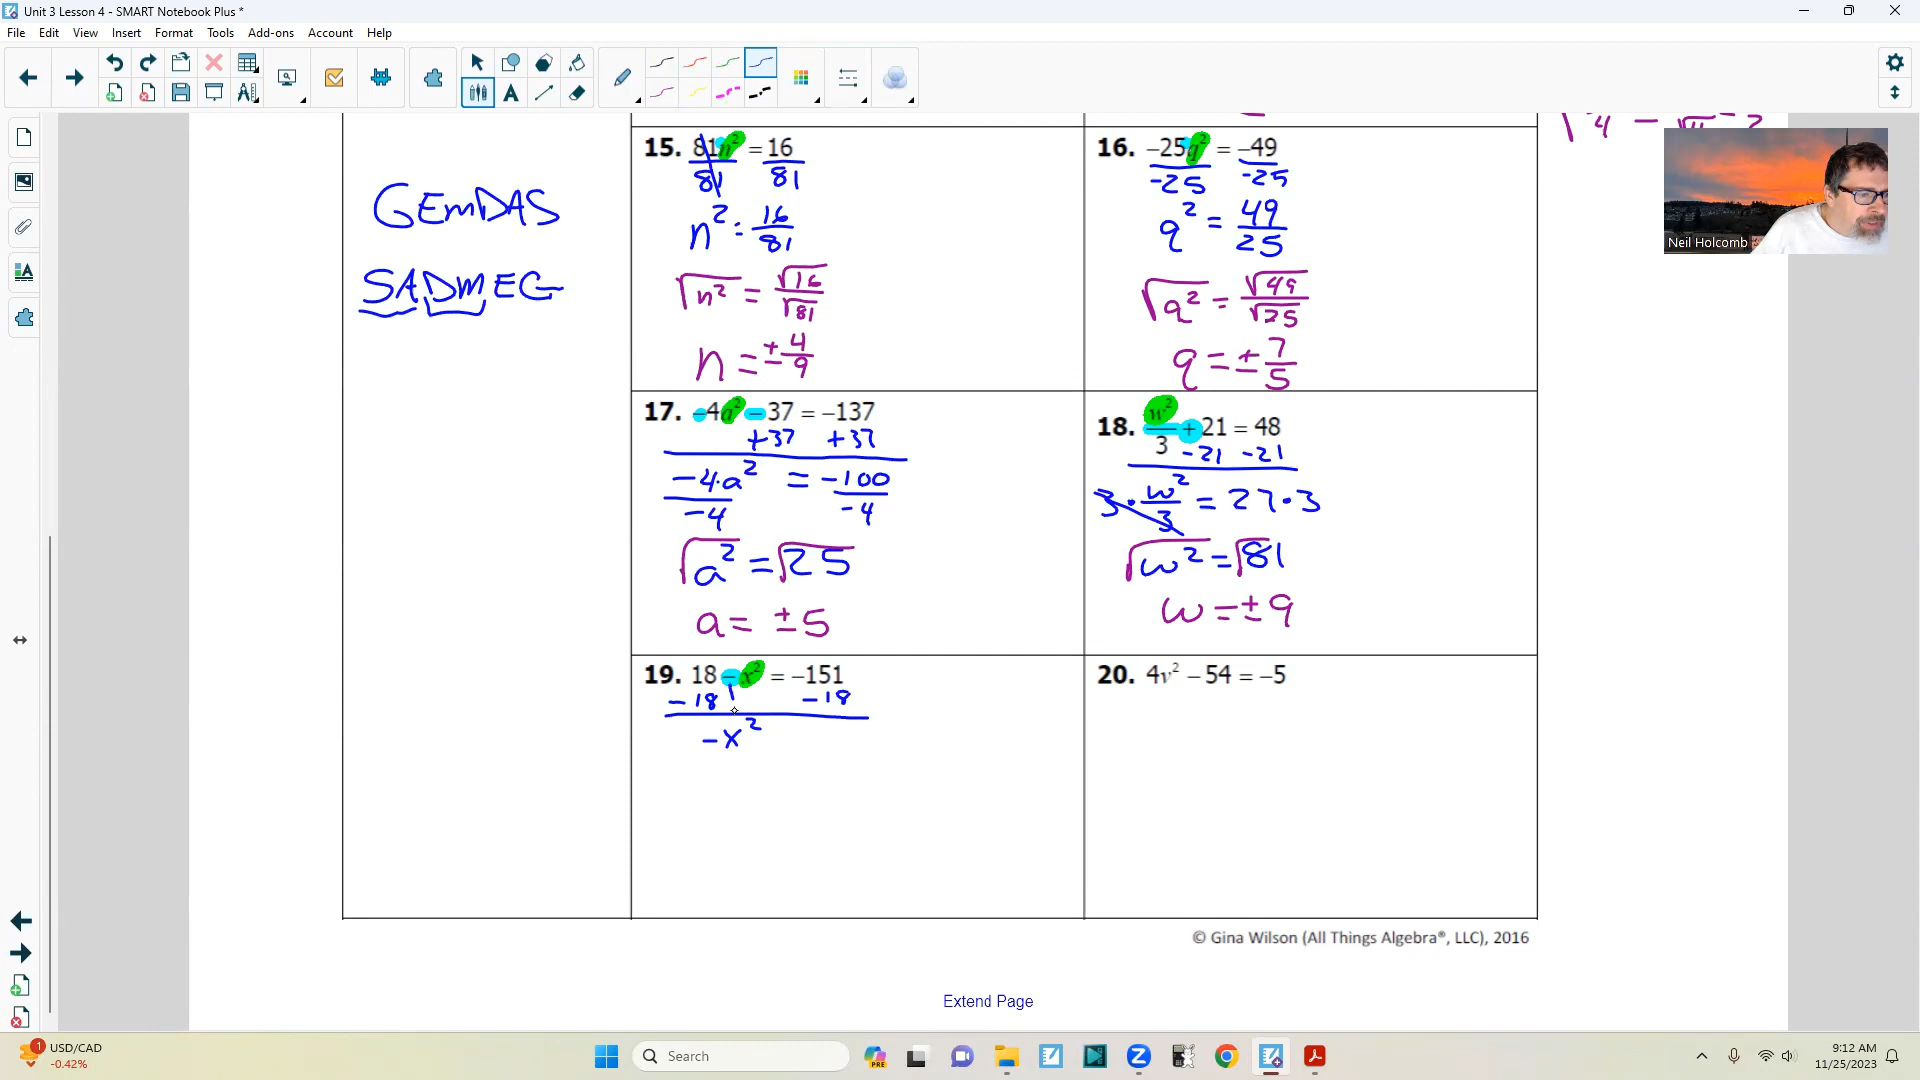 Unit 3 Lesson 4 - SMART Notebook Plus *
File Edit View Insert Format Tools Add-ons Account Help
GEmDAS
SADMEG
15. 81n² = 16
81 81
n² = 16/81
√n² = √16/√81
n = ± 4/9
16. -25q² = -49
-25 -25
q² = 49/25
√q² = √49/√25
q = ± 7/5
17. -4a² - 37 = -137
+37 +37
-4·a² = -100
-4 -4
√a² = √25
a = ±5
18. w²/3 + 21 = 48
-21 -21
3·w²/3 = 27·3
√w² = √81
w = ±9
19. 18 - x² = -151
-18 -18
-x²
20. 4v² - 54 = -5
Neil Holcomb
© Gina Wilson (All Things Algebra®, LLC), 2016
Extend Page
1
USD/CAD
-0.42%
Search
PRE
9:12 AM
11/25/2023